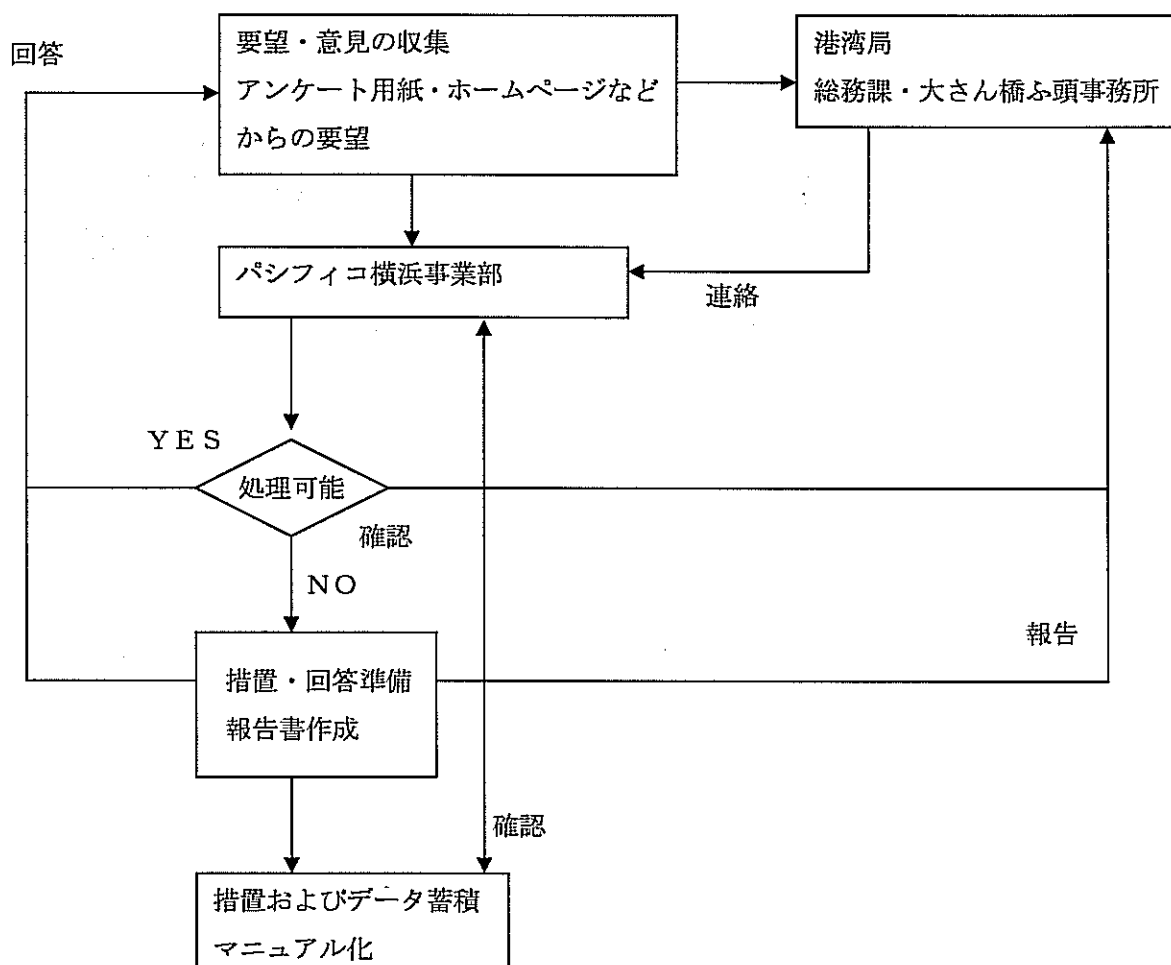 回答
要望・意見の収集
アンケート用紙・ホームページなど
からの要望
港湾局
総務課・大さん橋ふ頭事務所
パシフィコ横浜事業部
連絡
ＹＥＳ
処理可能
確認
ＮＯ
報告
措置・回答準備
報告書作成
確認
措置およびデータ蓄積
マニュアル化